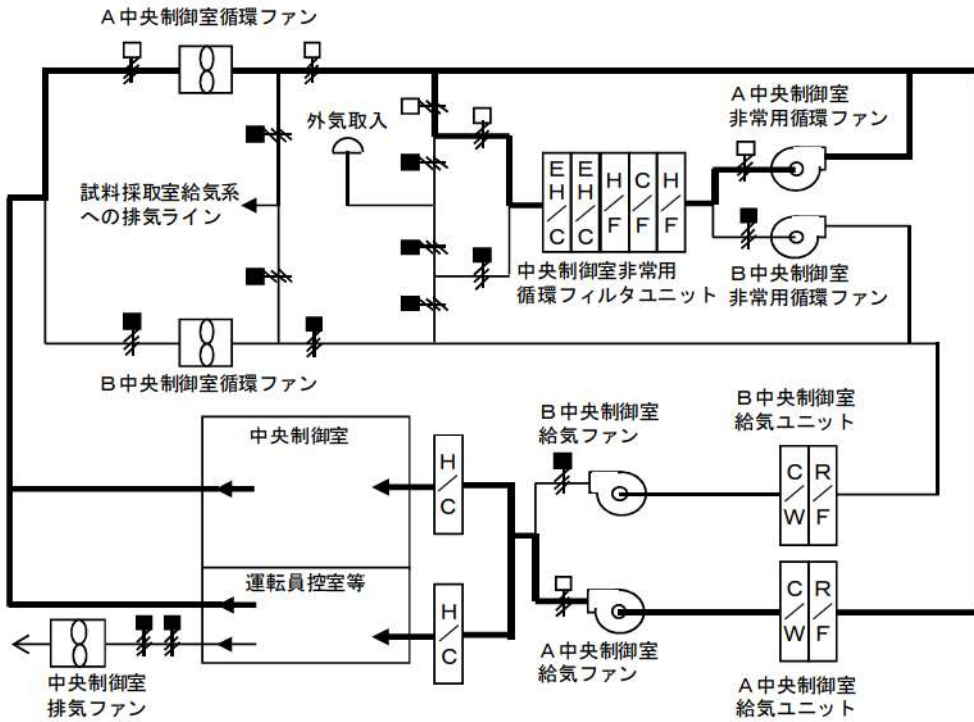 A中央制御室循環ファン
外気取入
A中央制御室
非常用循環ファン
試料採取室給気系
への排気ライン
E
H
/
C
E
H
/
C
H
/
F
C
/
F
H
/
F
中央制御室非常用
循環フィルタユニット
B中央制御室
非常用循環ファン
B中央制御室循環ファン
中央制御室
H
/
C
B中央制御室
給気ファン
B中央制御室
給気ユニット
C
/
W
R
/
F
運転員控室等
H
/
C
A中央制御室
給気ファン
C
/
W
R
/
F
A中央制御室
給気ユニット
中央制御室
排気ファン